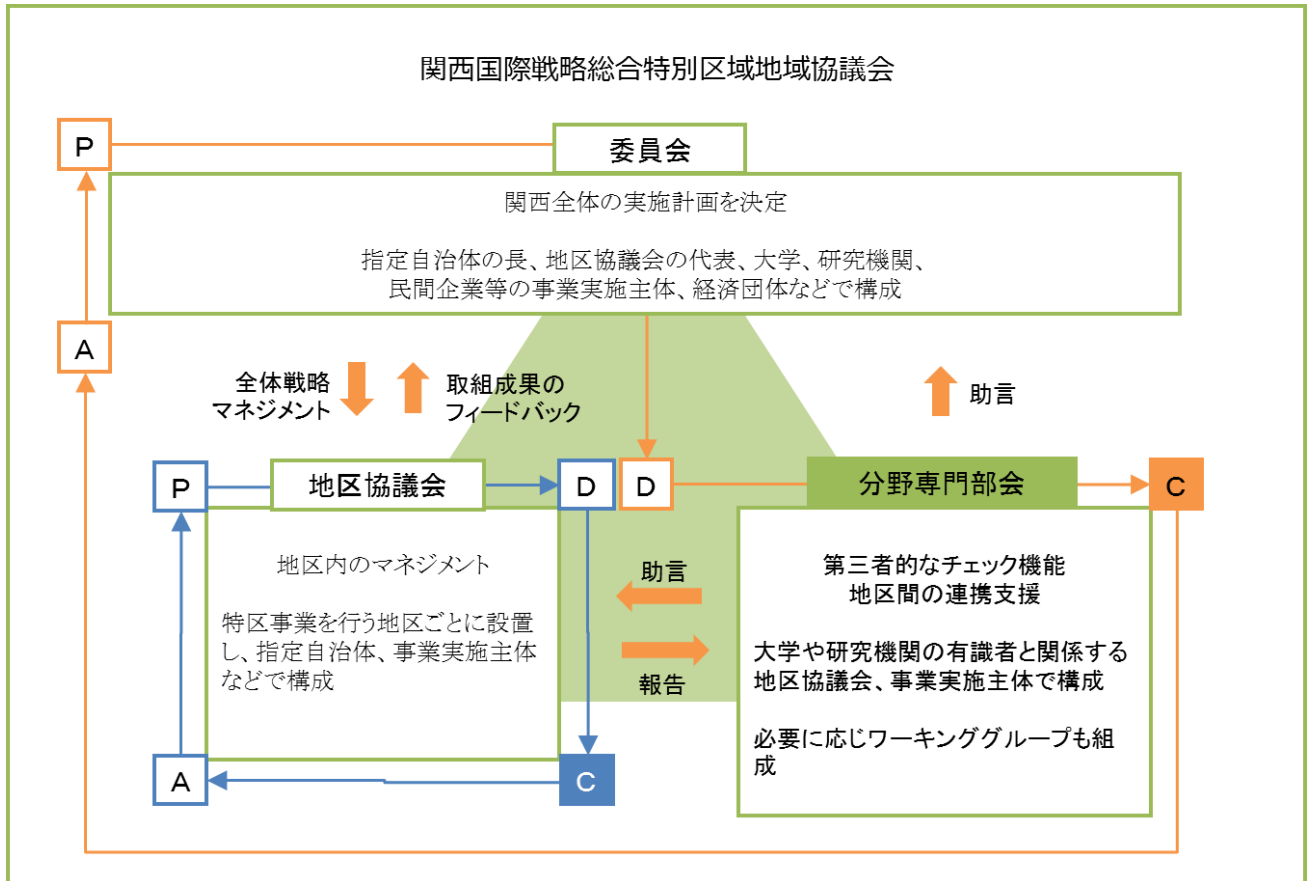 関西国際戦略総合特別区域地域協議会
P
委員会
関西全体の実施計画を決定
指定自治体の長、地区協議会の代表、大学、研究機関、
民間企業等の事業実施主体、経済団体などで構成
A
全体戦略
マネジメント
取組成果の
フィードバック
助言
P
地区協議会
D
D
分野専門部会
C
地区内のマネジメント
特区事業を行う地区ごとに設置
し、指定自治体、事業実施主体
などで構成
助言
報告
第三者的なチェック機能
地区間の連携支援
大学や研究機関の有識者と関係する
地区協議会、事業実施主体で構成
必要に応じワーキンググループも組
成
A
C